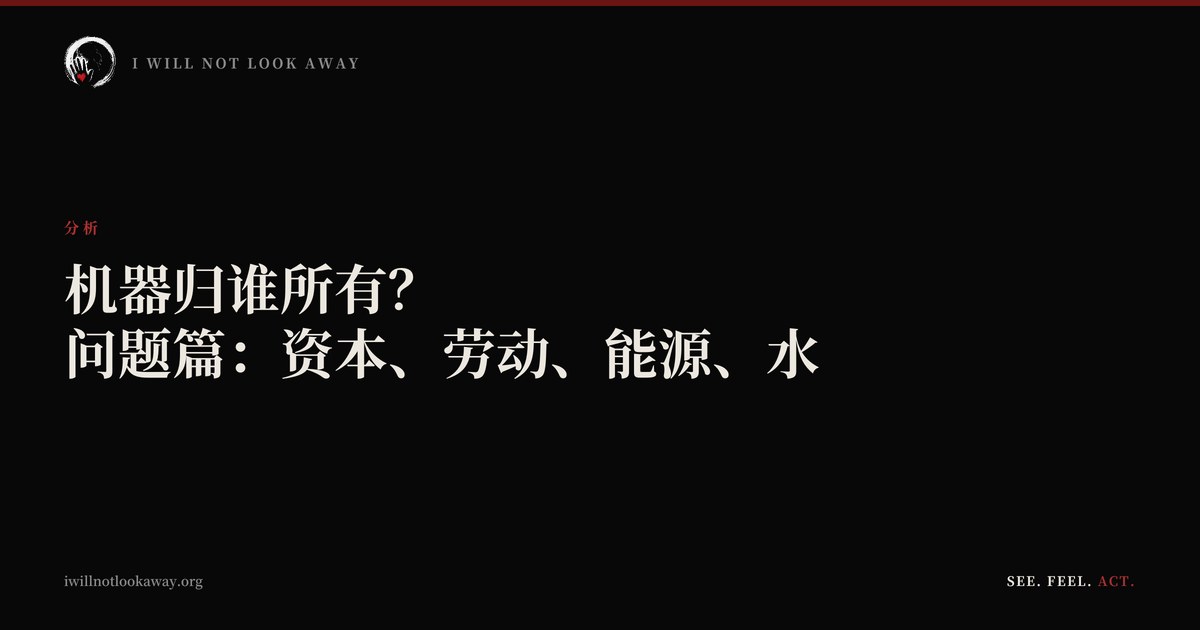 I WILL NOT LOOK AWAY
分析
机器归谁所有？
问题篇：资本、劳动、能源、水
iwillnotlookaway.org
SEE. FEEL. ACT.